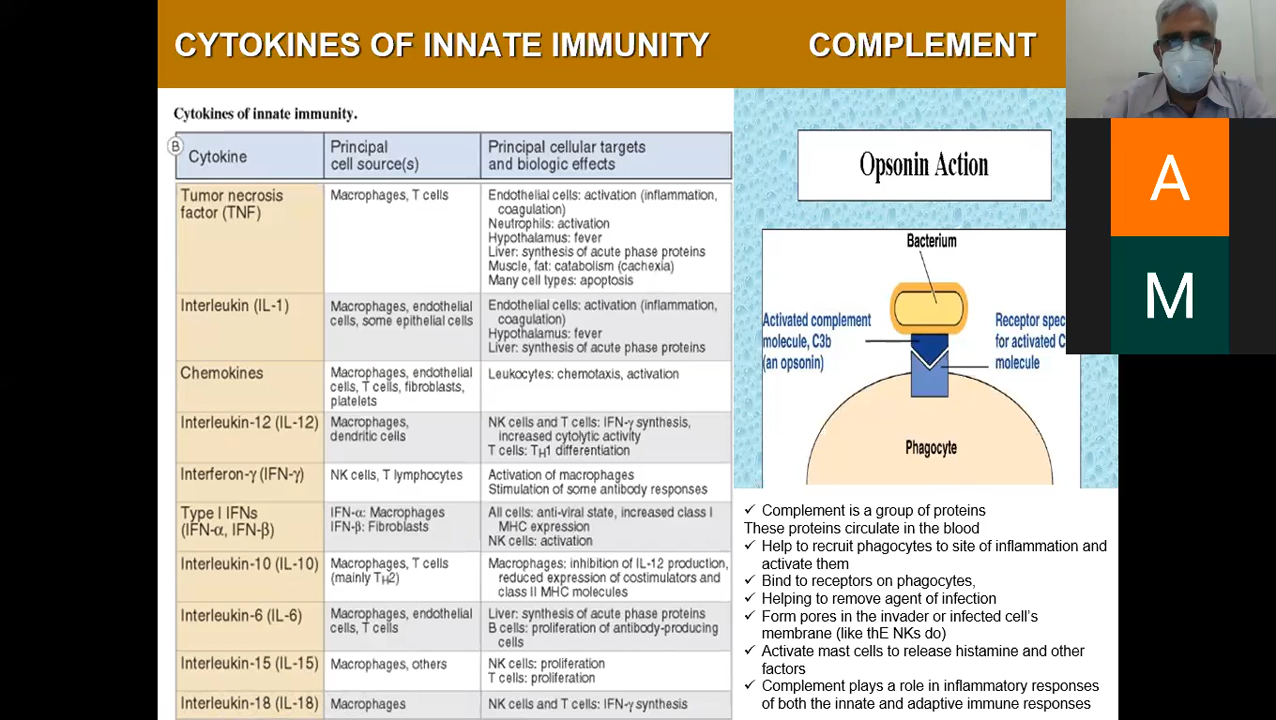 CYTOKINES OF INNATE IMMUNITY
COMPLEMENT
Cytokines of innate immunity.
B
Cytokine
Principal
cell source(s)
Principal cellular targets
and biologic effects
Tumor necrosis
factor (TNF)
Macrophages, T cells
Endothelial cells: activation (inflammation,
coagulation)
Neutrophils: activation
Hypothalamus: fever
Liver: synthesis of acute phase proteins
Muscle, fat: catabolism (cachexia)
Many cell types: apoptosis
Interleukin (IL-1)
Macrophages, endothelial
cells, some epithelial cells
Endothelial cells: activation (inflammation,
coagulation)
Hypothalamus: fever
Liver: synthesis of acute phase proteins
Chemokines
Macrophages, endothelial
cells, T cells, fibroblasts,
platelets
Leukocytes: chemotaxis, activation
Interleukin-12 (IL-12)
Macrophages,
dendritic cells
NK cells and T cells: IFN-γ synthesis,
increased cytolytic activity
T cells: TH1 differentiation
Interferon-γ (IFN-γ)
NK cells, T lymphocytes
Activation of macrophages
Stimulation of some antibody responses
Type I IFNs
(IFN-α, IFN-β)
IFN-α: Macrophages
IFN-β: Fibroblasts
All cells: anti-viral state, increased class I
MHC expression
NK cells: activation
Interleukin-10 (IL-10)
Macrophages, T cells
(mainly TH2)
Macrophages: inhibition of IL-12 production,
reduced expression of costimulators and
class II MHC molecules
Interleukin-6 (IL-6)
Macrophages, endothelial
cells, T cells
Liver: synthesis of acute phase proteins
B cells: proliferation of antibody-producing
cells
Interleukin-15 (IL-15)
Macrophages, others
NK cells: proliferation
T cells: proliferation
Interleukin-18 (IL-18)
Macrophages
NK cells and T cells: IFN-γ synthesis
Opsonin Action
Bacterium
Activated complement
molecule, C3b
(an opsonin)
Receptor spec
for activated C
molecule
Phagocyte
✓ Complement is a group of proteins
These proteins circulate in the blood
✓ Help to recruit phagocytes to site of inflammation and
activate them
✓ Bind to receptors on phagocytes,
✓ Helping to remove agent of infection
✓ Form pores in the invader or infected cell's
membrane (like thE NKs do)
✓ Activate mast cells to release histamine and other
factors
✓ Complement plays a role in inflammatory responses
of both the innate and adaptive immune responses
A
M